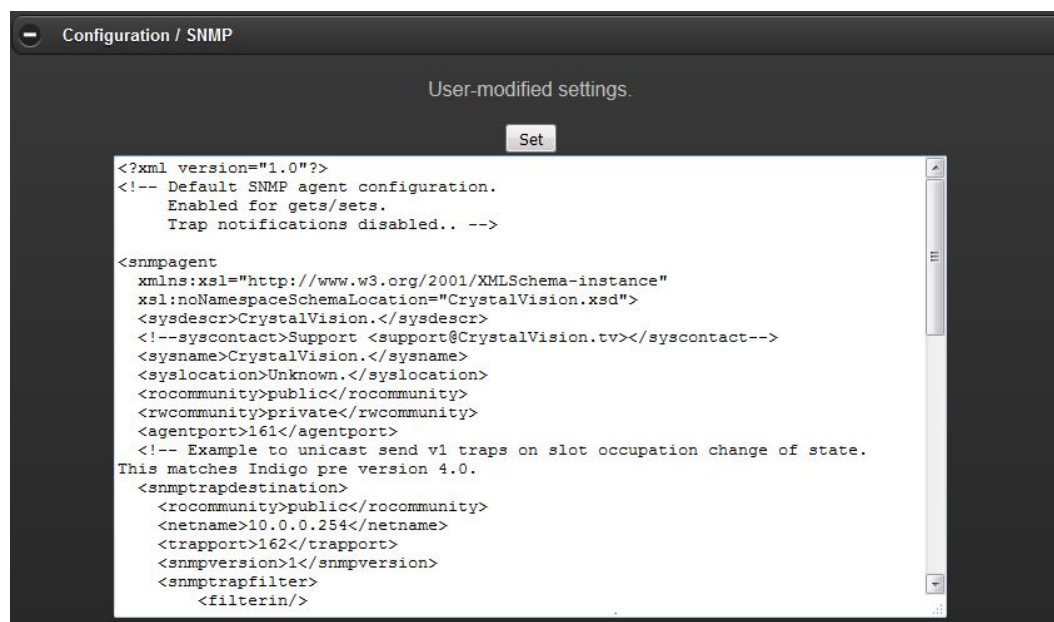 Configuration / SNMP
User-modified settings.
Set
<?xml version="1.0"?>
<!-- Default SNMP agent configuration.
     Enabled for gets/sets.
     Trap notifications disabled.. -->
<snmpagent
  xmlns:xsl="http://www.w3.org/2001/XMLSchema-instance"
  xsl:noNamespaceSchemaLocation="CrystalVision.xsd">
  <sysdescr>CrystalVision.</sysdescr>
  <!--syscontact>Support <support@CrystalVision.tv></syscontact-->
  <sysname>CrystalVision.</sysname>
  <syslocation>Unknown.</syslocation>
  <rocommunity>public</rocommunity>
  <rwcommunity>private</rwcommunity>
  <agentport>161</agentport>
  <!-- Example to unicast send v1 traps on slot occupation change of state.
This matches Indigo pre version 4.0.
  <snmptrapdestination>
    <rocommunity>public</rocommunity>
    <netname>10.0.0.254</netname>
    <trapport>162</trapport>
    <snmpversion>1</snmpversion>
    <snmptrapfilter>
        <filterin/>